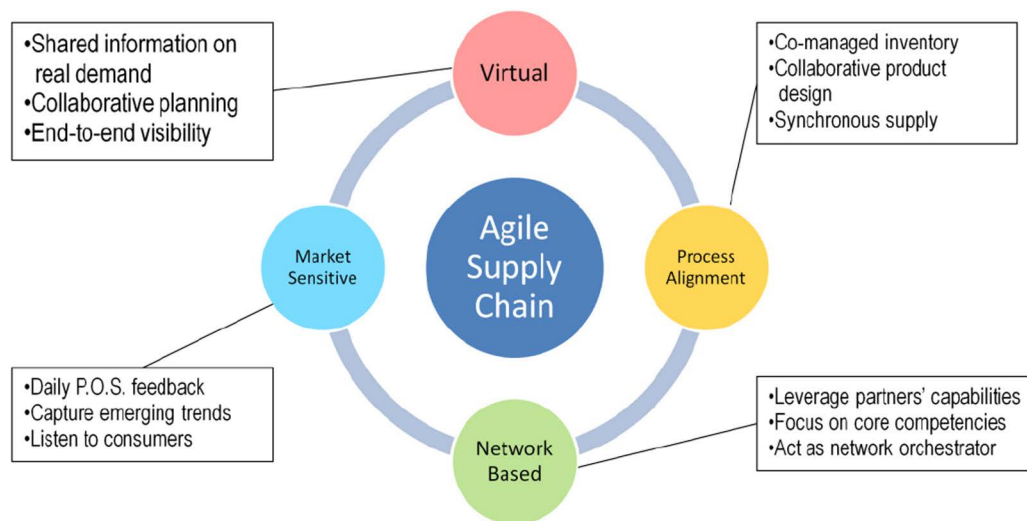 •Shared information on
real demand
•Collaborative planning
•End-to-end visibility
Virtual
•Co-managed inventory
•Collaborative product
design
•Synchronous supply
Market
Sensitive
Agile
Supply
Chain
Process
Alignment
•Daily P.O.S. feedback
•Capture emerging trends
•Listen to consumers
Network
Based
•Leverage partners' capabilities
•Focus on core competencies
•Act as network orchestrator